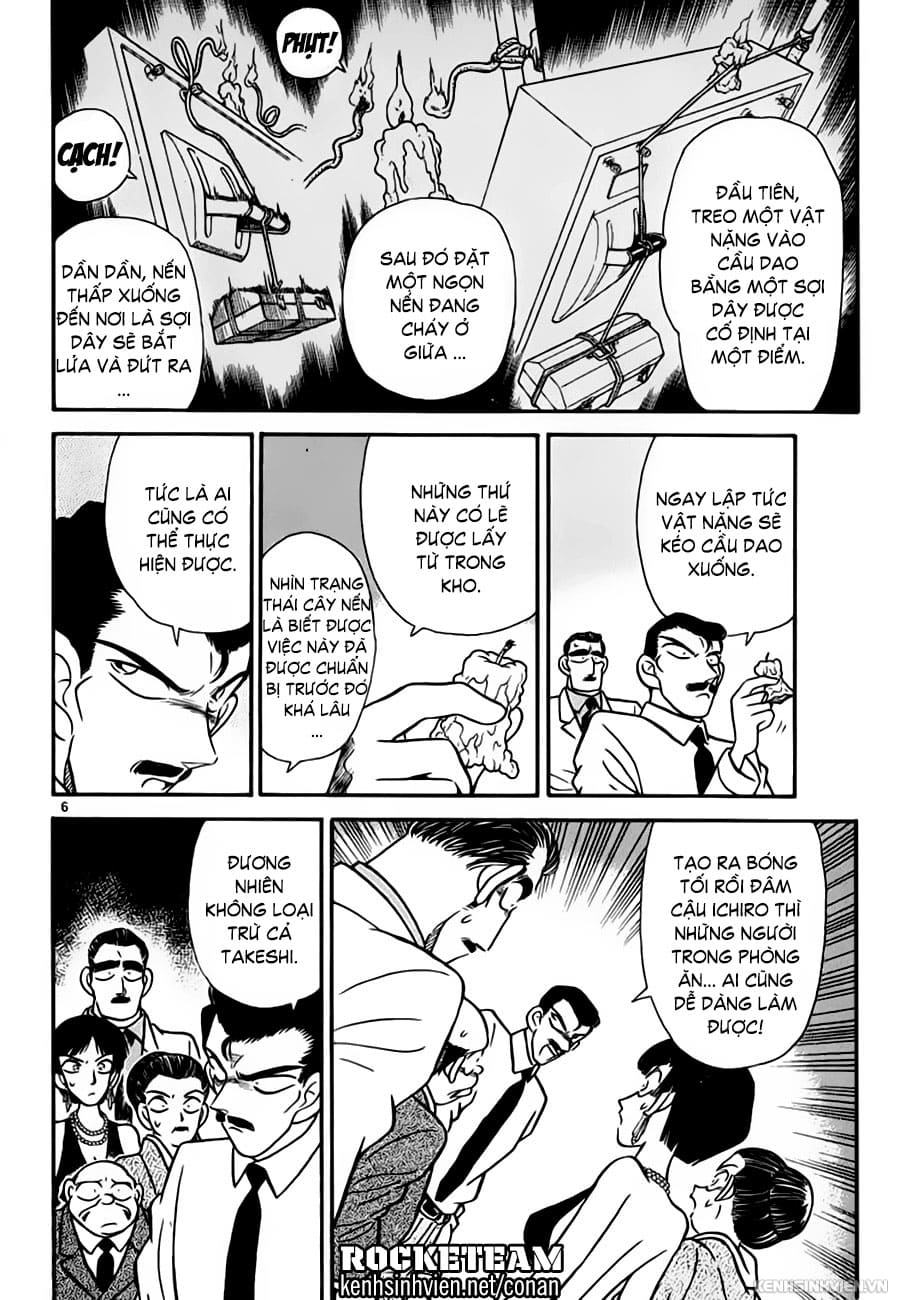 ĐẦU TIÊN,
TREO MỘT VẬT
NẶNG VÀO
CẦU DAO
BẰNG MỘT SỢI
DÂY ĐƯỢC
CỐ ĐỊNH TẠI
MỘT ĐIỂM.
SAU ĐÓ ĐẶT
MỘT NGỌN
NẾN ĐANG
CHÁY Ở
GIỮA ...
PHỤT!
CẠCH!
DẦN DẦN, NẾN
THẤP XUỐNG
ĐẾN NƠI LÀ SỢI
DÂY SẼ BẮT
LỨA VÀ ĐỨT RA
...
NGAY LẬP TỨC
VẬT NẶNG SẼ
KÉO CẦU DAO
XUỐNG.
NHỮNG THỨ
NÀY CÓ LẼ
ĐƯỢC LẤY
TỪ TRONG
KHO.
NHÌN TRẠNG
THÁI CÂY NẾN
LÀ BIẾT ĐƯỢC
VIỆC NÀY ĐÃ
ĐƯỢC CHUẨN
BỊ TRƯỚC ĐÓ
KHÁ LÂU
...
TỨC LÀ AI
CŨNG CÓ
THỂ THỰC
HIỆN ĐƯỢC.
6
TẠO RA BÓNG
TỐI RỒI ĐÂM
CẬU ICHIRO THÌ
NHỮNG NGƯỜI
TRONG PHÒNG
ĂN... AI CŨNG
DỄ DÀNG LÀM
ĐƯỢC!
ĐƯƠNG
NHIÊN
KHÔNG LOẠI
TRỪ CẢ
TAKESHI.
ROCKETEAM
kenhsinhvien.net/conan
KENHSINHVIEN.VN